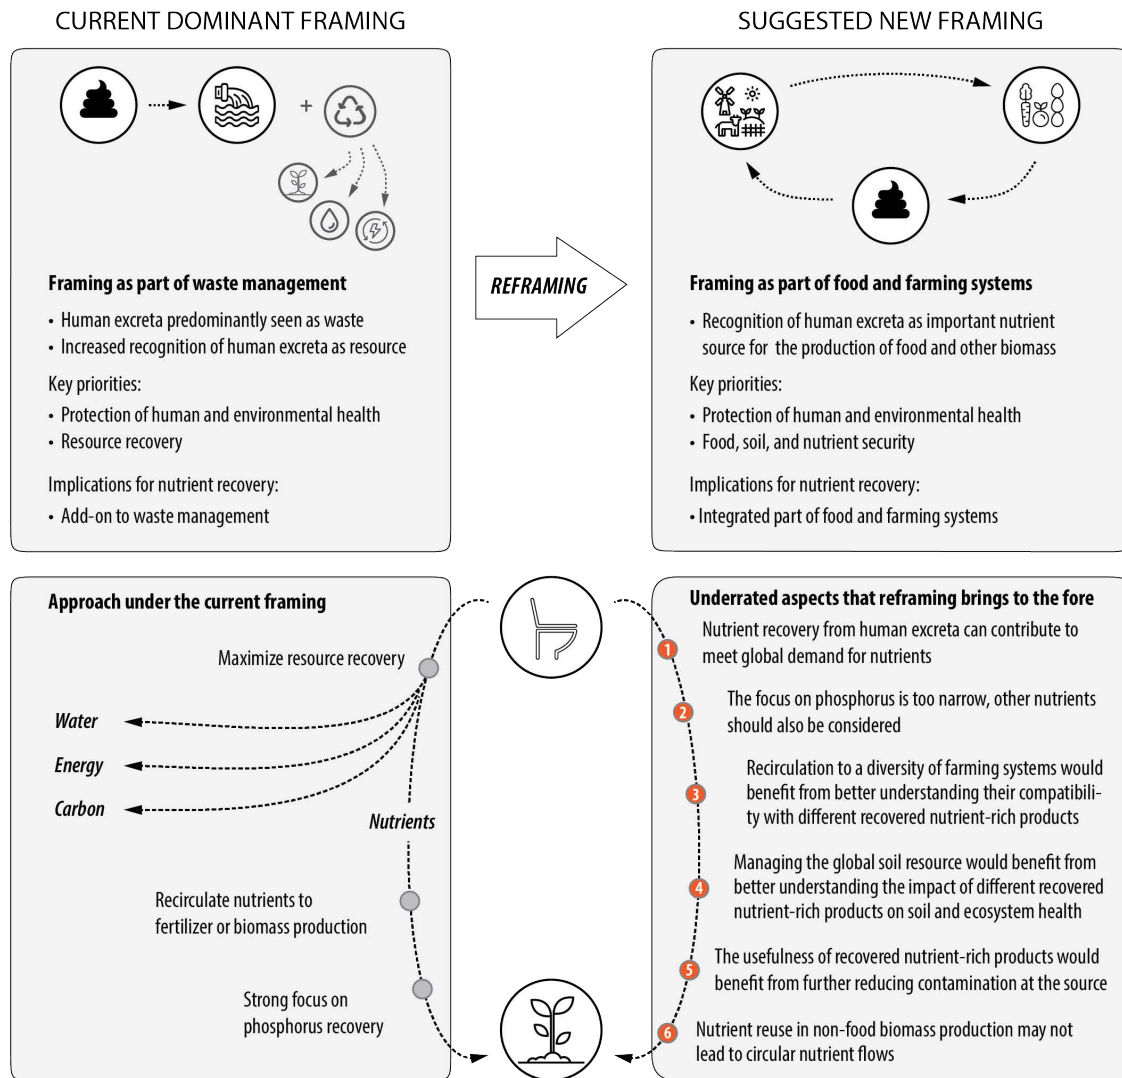 CURRENT DOMINANT FRAMING
SUGGESTED NEW FRAMING
Framing as part of waste management
• Human excreta predominantly seen as waste
• Increased recognition of human excreta as resource
Key priorities:
• Protection of human and environmental health
• Resource recovery
Implications for nutrient recovery:
• Add-on to waste management
REFRAMING
Framing as part of food and farming systems
• Recognition of human excreta as important nutrient
source for the production of food and other biomass
Key priorities:
• Protection of human and environmental health
• Food, soil, and nutrient security
Implications for nutrient recovery:
• Integrated part of food and farming systems
Approach under the current framing
Maximize resource recovery
Water
Energy
Carbon
Nutrients
Recirculate nutrients to
fertilizer or biomass production
Strong focus on
phosphorus recovery
Underrated aspects that reframing brings to the fore
1 Nutrient recovery from human excreta can contribute to
meet global demand for nutrients
2 The focus on phosphorus is too narrow, other nutrients
should also be considered
3 Recirculation to a diversity of farming systems would
benefit from better understanding their compatibili-
ty with different recovered nutrient-rich products
4 Managing the global soil resource would benefit from
better understanding the impact of different recovered
nutrient-rich products on soil and ecosystem health
5 The usefulness of recovered nutrient-rich products would
benefit from further reducing contamination at the source
6 Nutrient reuse in non-food biomass production may not
lead to circular nutrient flows